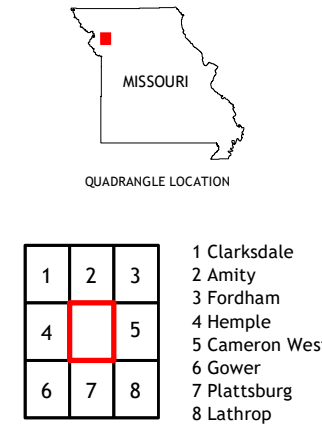 MISSOURI
QUADRANGLE LOCATION
1 2 3
4 5
6 7 8
1 Clarksdale
2 Amity
3 Fordham
4 Hemple
5 Cameron West
6 Gower
7 Plattsburg
8 Lathrop